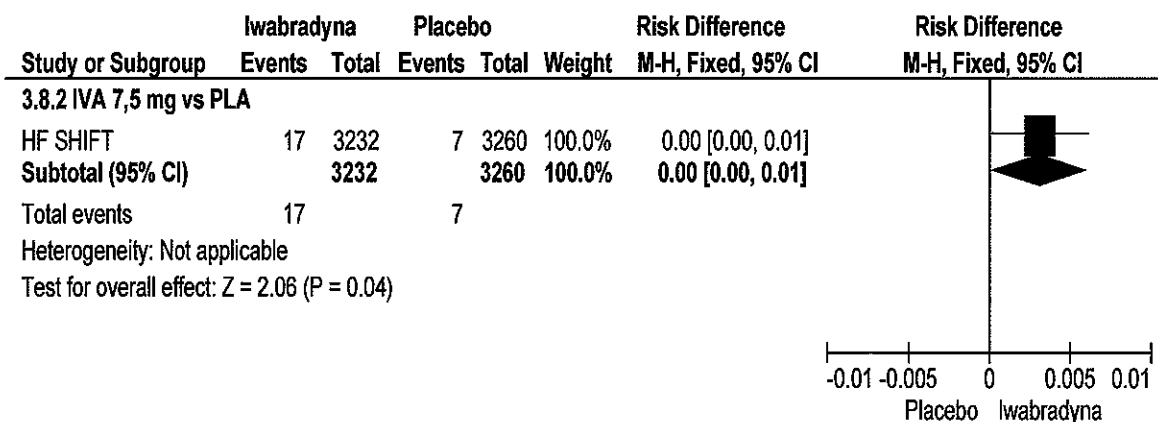 Iwabradyna Placebo Risk Difference Risk Difference
Study or Subgroup Events Total Events Total Weight M-H, Fixed, 95% CI M-H, Fixed, 95% CI
3.8.2 IVA 7,5 mg vs PLA
HF SHIFT 17 3232 7 3260 100.0% 0.00 [0.00, 0.01]
Subtotal (95% CI) 3232 3260 100.0% 0.00 [0.00, 0.01]
Total events 17 7
Heterogeneity: Not applicable
Test for overall effect: Z = 2.06 (P = 0.04)
-0.01 -0.005 0 0.005 0.01
Placebo Iwabradyna